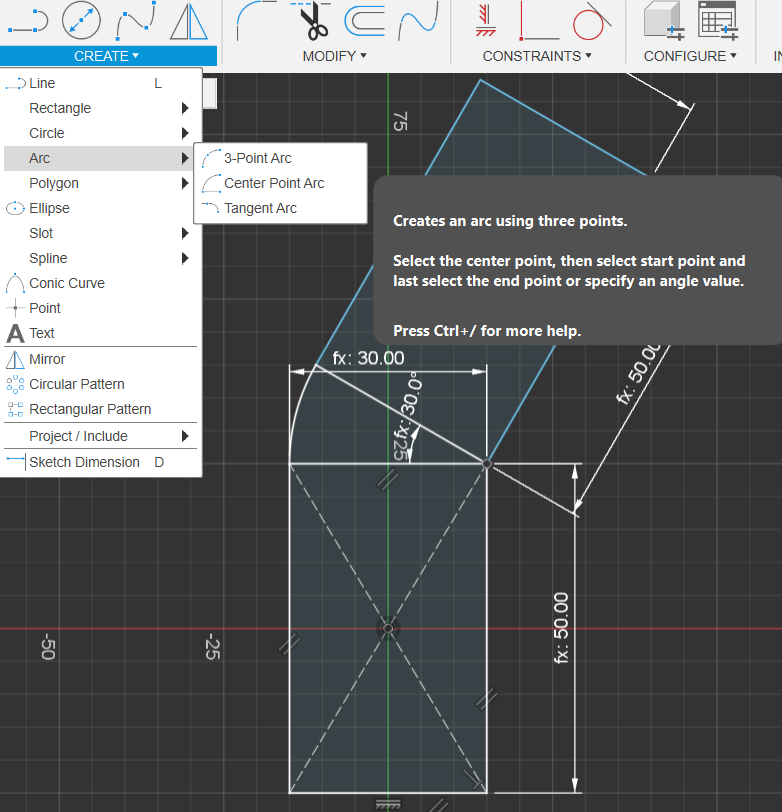 CREATE ▾
MODIFY ▾
CONSTRAINTS ▾
CONFIGURE ▾
Line L
Rectangle
Circle
Arc
Polygon
Ellipse
Slot
Spline
Conic Curve
Point
Text
Mirror
Circular Pattern
Rectangular Pattern
Project / Include
Sketch Dimension D
3-Point Arc
Center Point Arc
Tangent Arc
Creates an arc using three points.
Select the center point, then select start point and
last select the end point or specify an angle value.
Press Ctrl+/ for more help.
75
fx: 30.00
fx: 30.0°
25
fx: 50.00
fx: 50.00
-50
-25